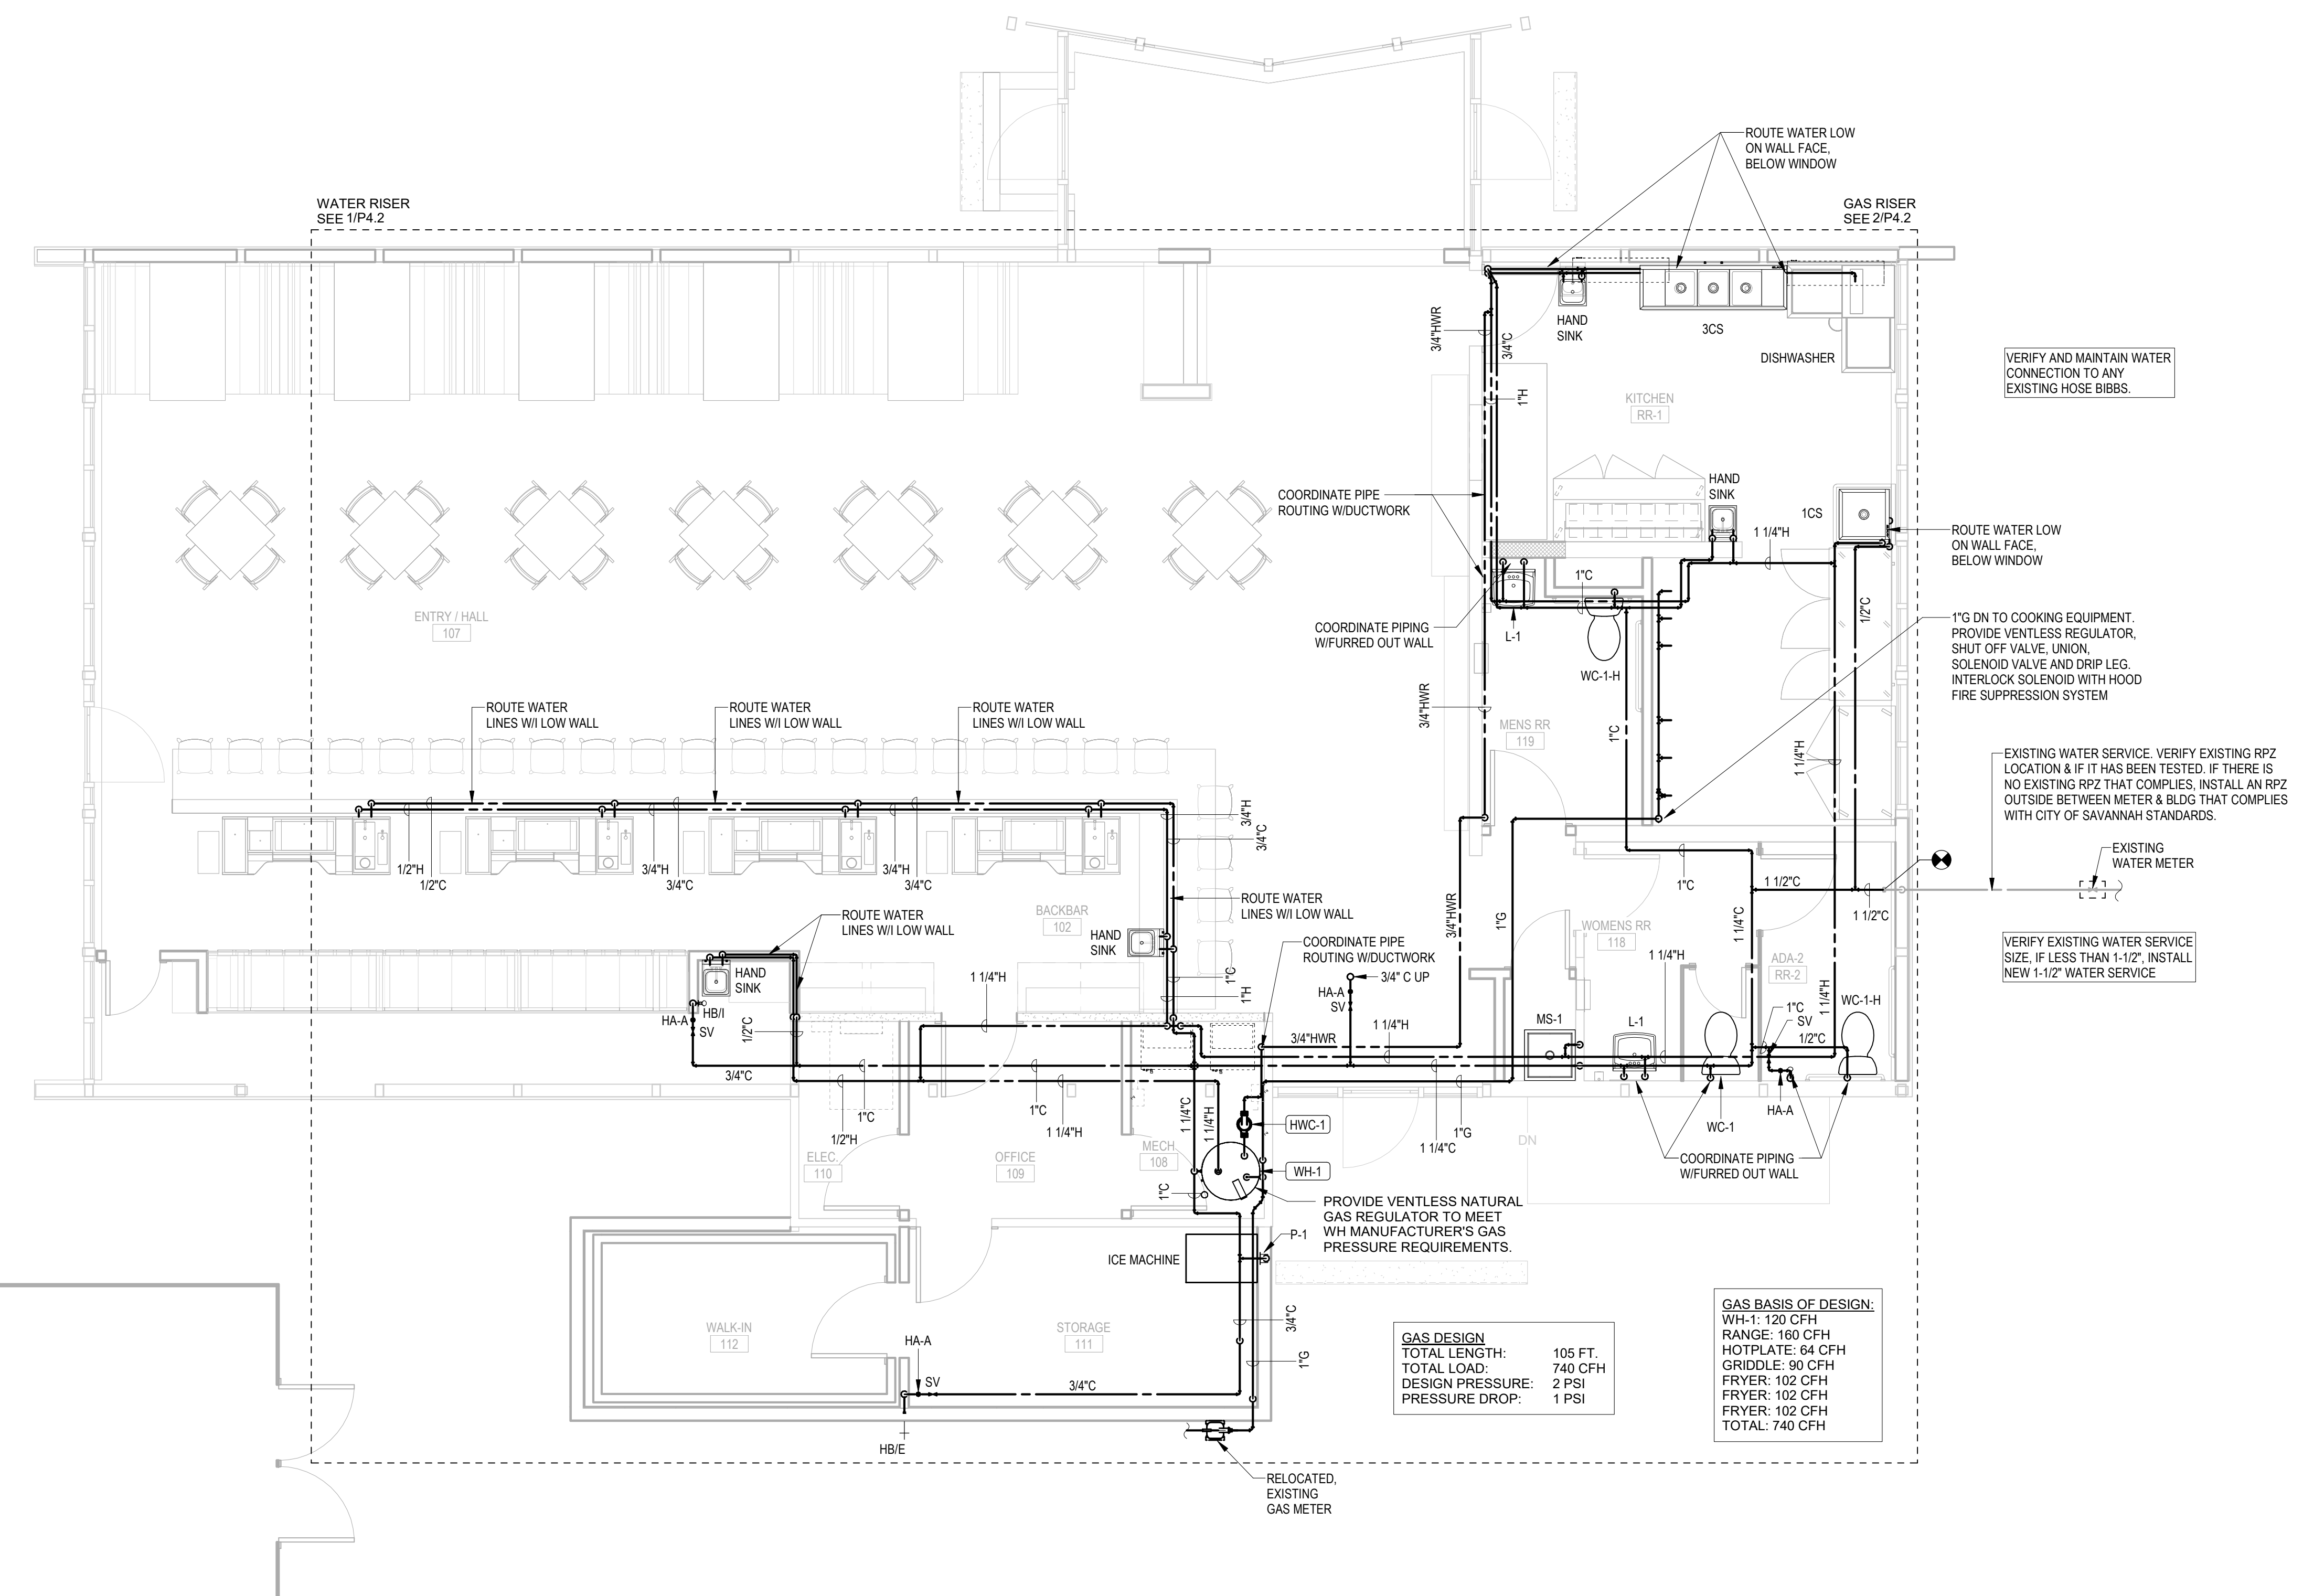 ROUTE WATER LOW
ON WALL FACE,
BELOW WINDOW
WATER RISER
SEE 1/P4.2
GAS RISER
SEE 2/P4.2
HAND
SINK
3CS
DISHWASHER
3/4"HWR
3/4"C
1"H
KITCHEN
RR-1
VERIFY AND MAINTAIN WATER
CONNECTION TO ANY
EXISTING HOSE BIBBS.
COORDINATE PIPE
ROUTING W/DUCTWORK
HAND
SINK
1CS
1 1/4"H
ROUTE WATER LOW
ON WALL FACE,
BELOW WINDOW
1"C
1/2"C
ENTRY / HALL
107
COORDINATE PIPING
W/FURRED OUT WALL
L-1
WC-1-H
1"G DN TO COOKING EQUIPMENT.
PROVIDE VENTLESS REGULATOR,
SHUT OFF VALVE, UNION,
SOLENOID VALVE AND DRIP LEG.
INTERLOCK SOLENOID WITH HOOD
FIRE SUPPRESSION SYSTEM
ROUTE WATER
LINES W/I LOW WALL
ROUTE WATER
LINES W/I LOW WALL
ROUTE WATER
LINES W/I LOW WALL
3/4"HWR
MENS RR
119
1"C
1 1/4"H
EXISTING WATER SERVICE. VERIFY EXISTING RPZ
LOCATION & IF IT HAS BEEN TESTED. IF THERE IS
NO EXISTING RPZ THAT COMPLIES, INSTALL AN RPZ
OUTSIDE BETWEEN METER & BLDG THAT COMPLIES
WITH CITY OF SAVANNAH STANDARDS.
3/4"H
3/4"C
1/2"H
1/2"C
3/4"H
3/4"C
3/4"H
3/4"C
EXISTING
WATER METER
1"C
1 1/2"C
1 1/2"C
ROUTE WATER
LINES W/I LOW WALL
BACKBAR
102
ROUTE WATER
LINES W/I LOW WALL
HAND
SINK
3/4"HWR
1"G
WOMENS RR
118
1 1/4"C
VERIFY EXISTING WATER SERVICE
SIZE, IF LESS THAN 1-1/2", INSTALL
NEW 1-1/2" WATER SERVICE
COORDINATE PIPE
ROUTING W/DUCTWORK
HAND
SINK
1 1/4"H
1"C
1"H
3/4" C UP
HA-A
SV
1 1/4"H
ADA-2
RR-2
1 1/4"H
WC-1-H
1"C
SV
1/2"C
HB/I
HA-A
SV
1/2"C
MS-1
L-1
3/4"HWR
1 1/4"H
3/4"C
1"C
1/2"H
1"C
1 1/4"H
1 1/4"C
1 1/4"H
HWC-1
1"G
1 1/4"C
WC-1
HA-A
DN
ELEC.
110
OFFICE
109
MECH.
108
WH-1
COORDINATE PIPING
W/FURRED OUT WALL
1"C
PROVIDE VENTLESS NATURAL
GAS REGULATOR TO MEET
WH MANUFACTURER'S GAS
PRESSURE REQUIREMENTS.
P-1
ICE MACHINE
WALK-IN
112
STORAGE
111
3/4"C
1"G
HA-A
SV
3/4"C
HB/E
GAS DESIGN
TOTAL LENGTH: 105 FT.
TOTAL LOAD: 740 CFH
DESIGN PRESSURE: 2 PSI
PRESSURE DROP: 1 PSI
GAS BASIS OF DESIGN:
WH-1: 120 CFH
RANGE: 160 CFH
HOTPLATE: 64 CFH
GRIDDLE: 90 CFH
FRYER: 102 CFH
FRYER: 102 CFH
FRYER: 102 CFH
TOTAL: 740 CFH
RELOCATED,
EXISTING
GAS METER